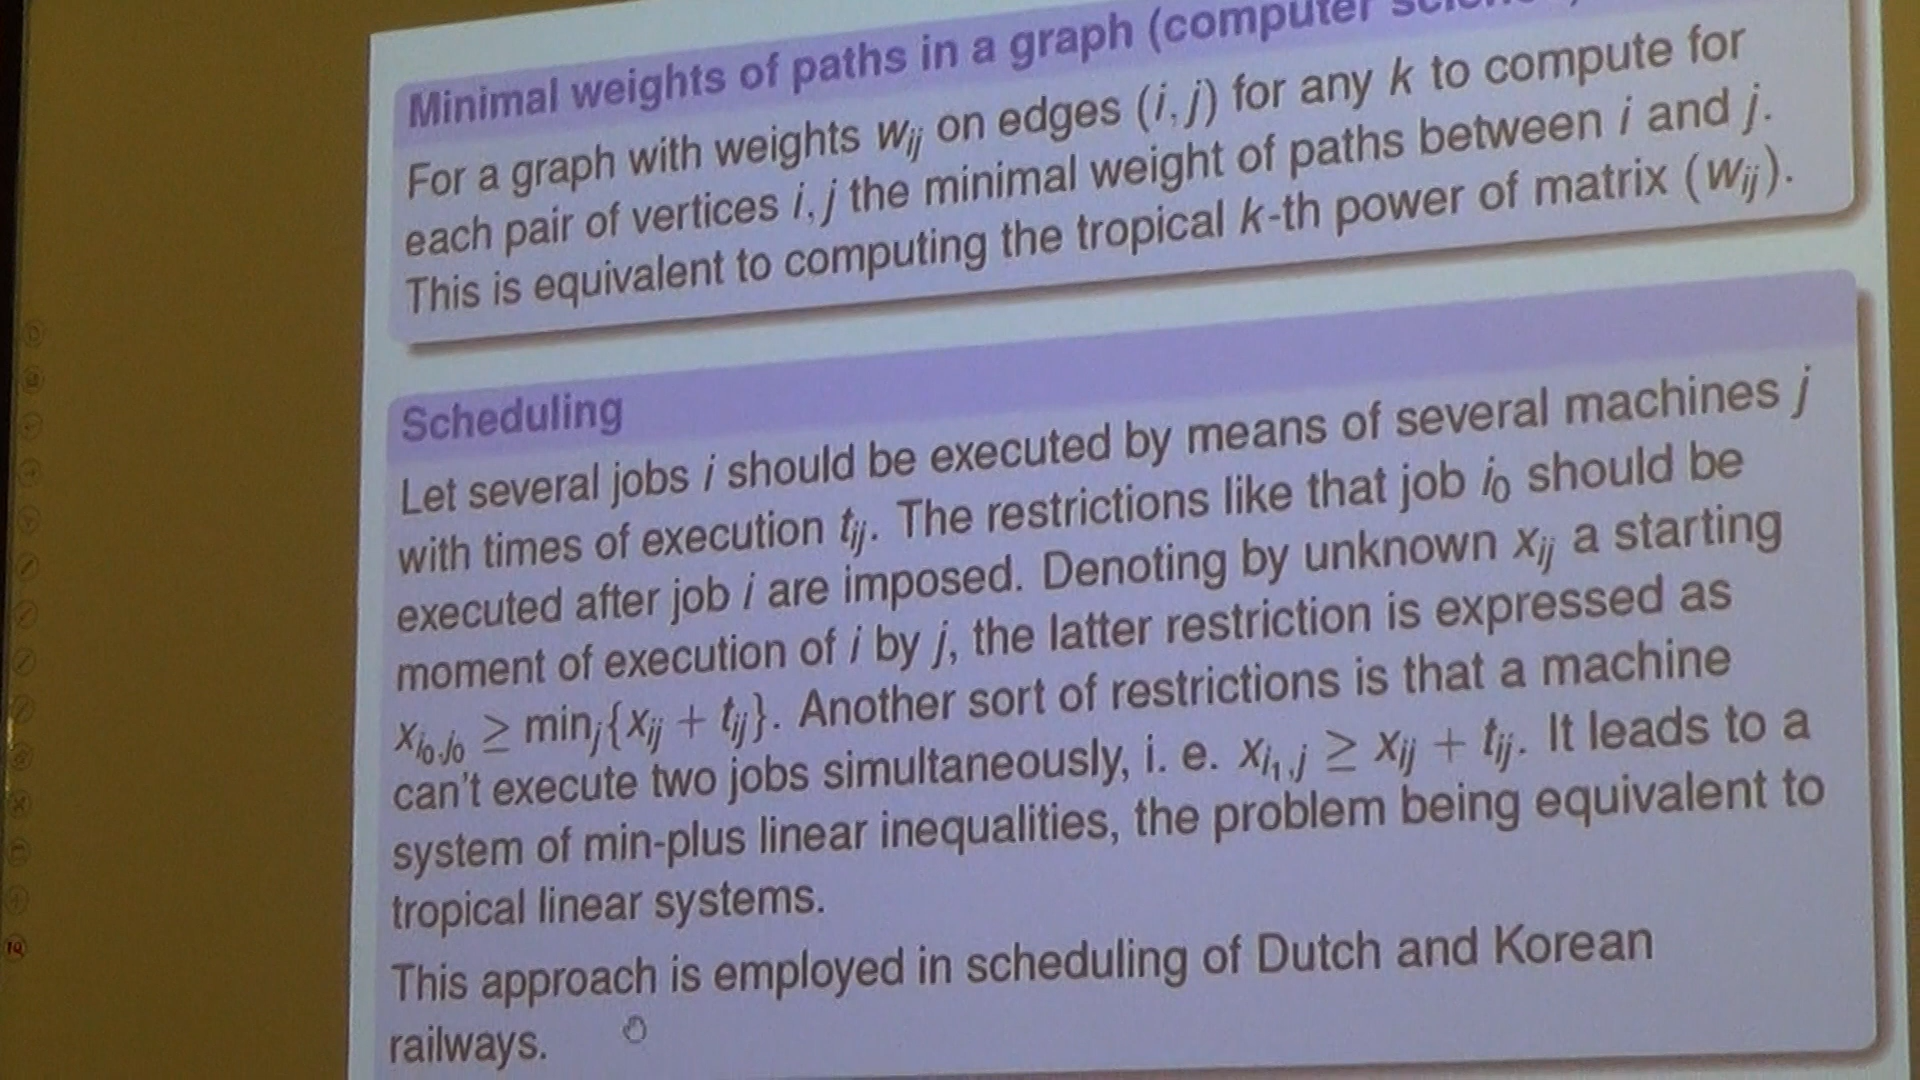 Minimal weights of paths in a graph (computer
For a graph with weights w_ij on edges (i, j) for any k to compute for
each pair of vertices i, j the minimal weight of paths between i and j.
This is equivalent to computing the tropical k-th power of matrix (w_ij).
Scheduling
Let several jobs i should be executed by means of several machines j
with times of execution t_ij. The restrictions like that job i_0 should be
executed after job i are imposed. Denoting by unknown x_ij a starting
moment of execution of i by j, the latter restriction is expressed as
x_{i_0,j_0} ≥ min_j{x_ij + t_ij}. Another sort of restrictions is that a machine
can't execute two jobs simultaneously, i. e. x_{i_1,j} ≥ x_ij + t_ij. It leads to a
system of min-plus linear inequalities, the problem being equivalent to
tropical linear systems.
This approach is employed in scheduling of Dutch and Korean
railways.